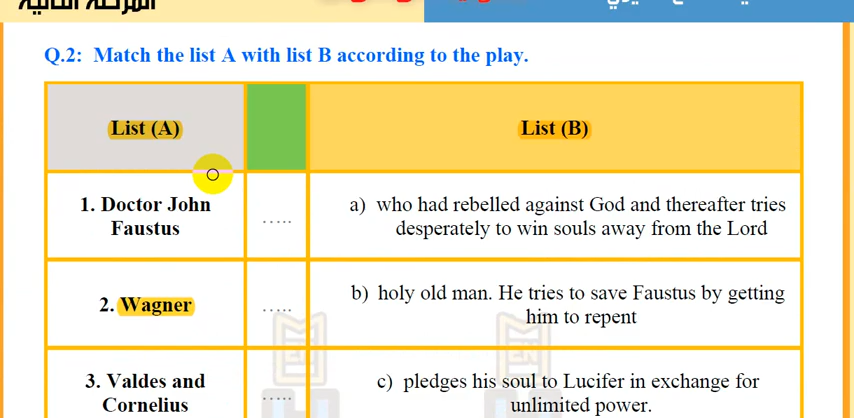 Q.2: Match the list A with list B according to the play.
List (A)
List (B)
1. Doctor John
Faustus
.....
a) who had rebelled against God and thereafter tries
desperately to win souls away from the Lord
2. Wagner
.....
b) holy old man. He tries to save Faustus by getting
him to repent
3. Valdes and
Cornelius
.....
c) pledges his soul to Lucifer in exchange for
unlimited power.